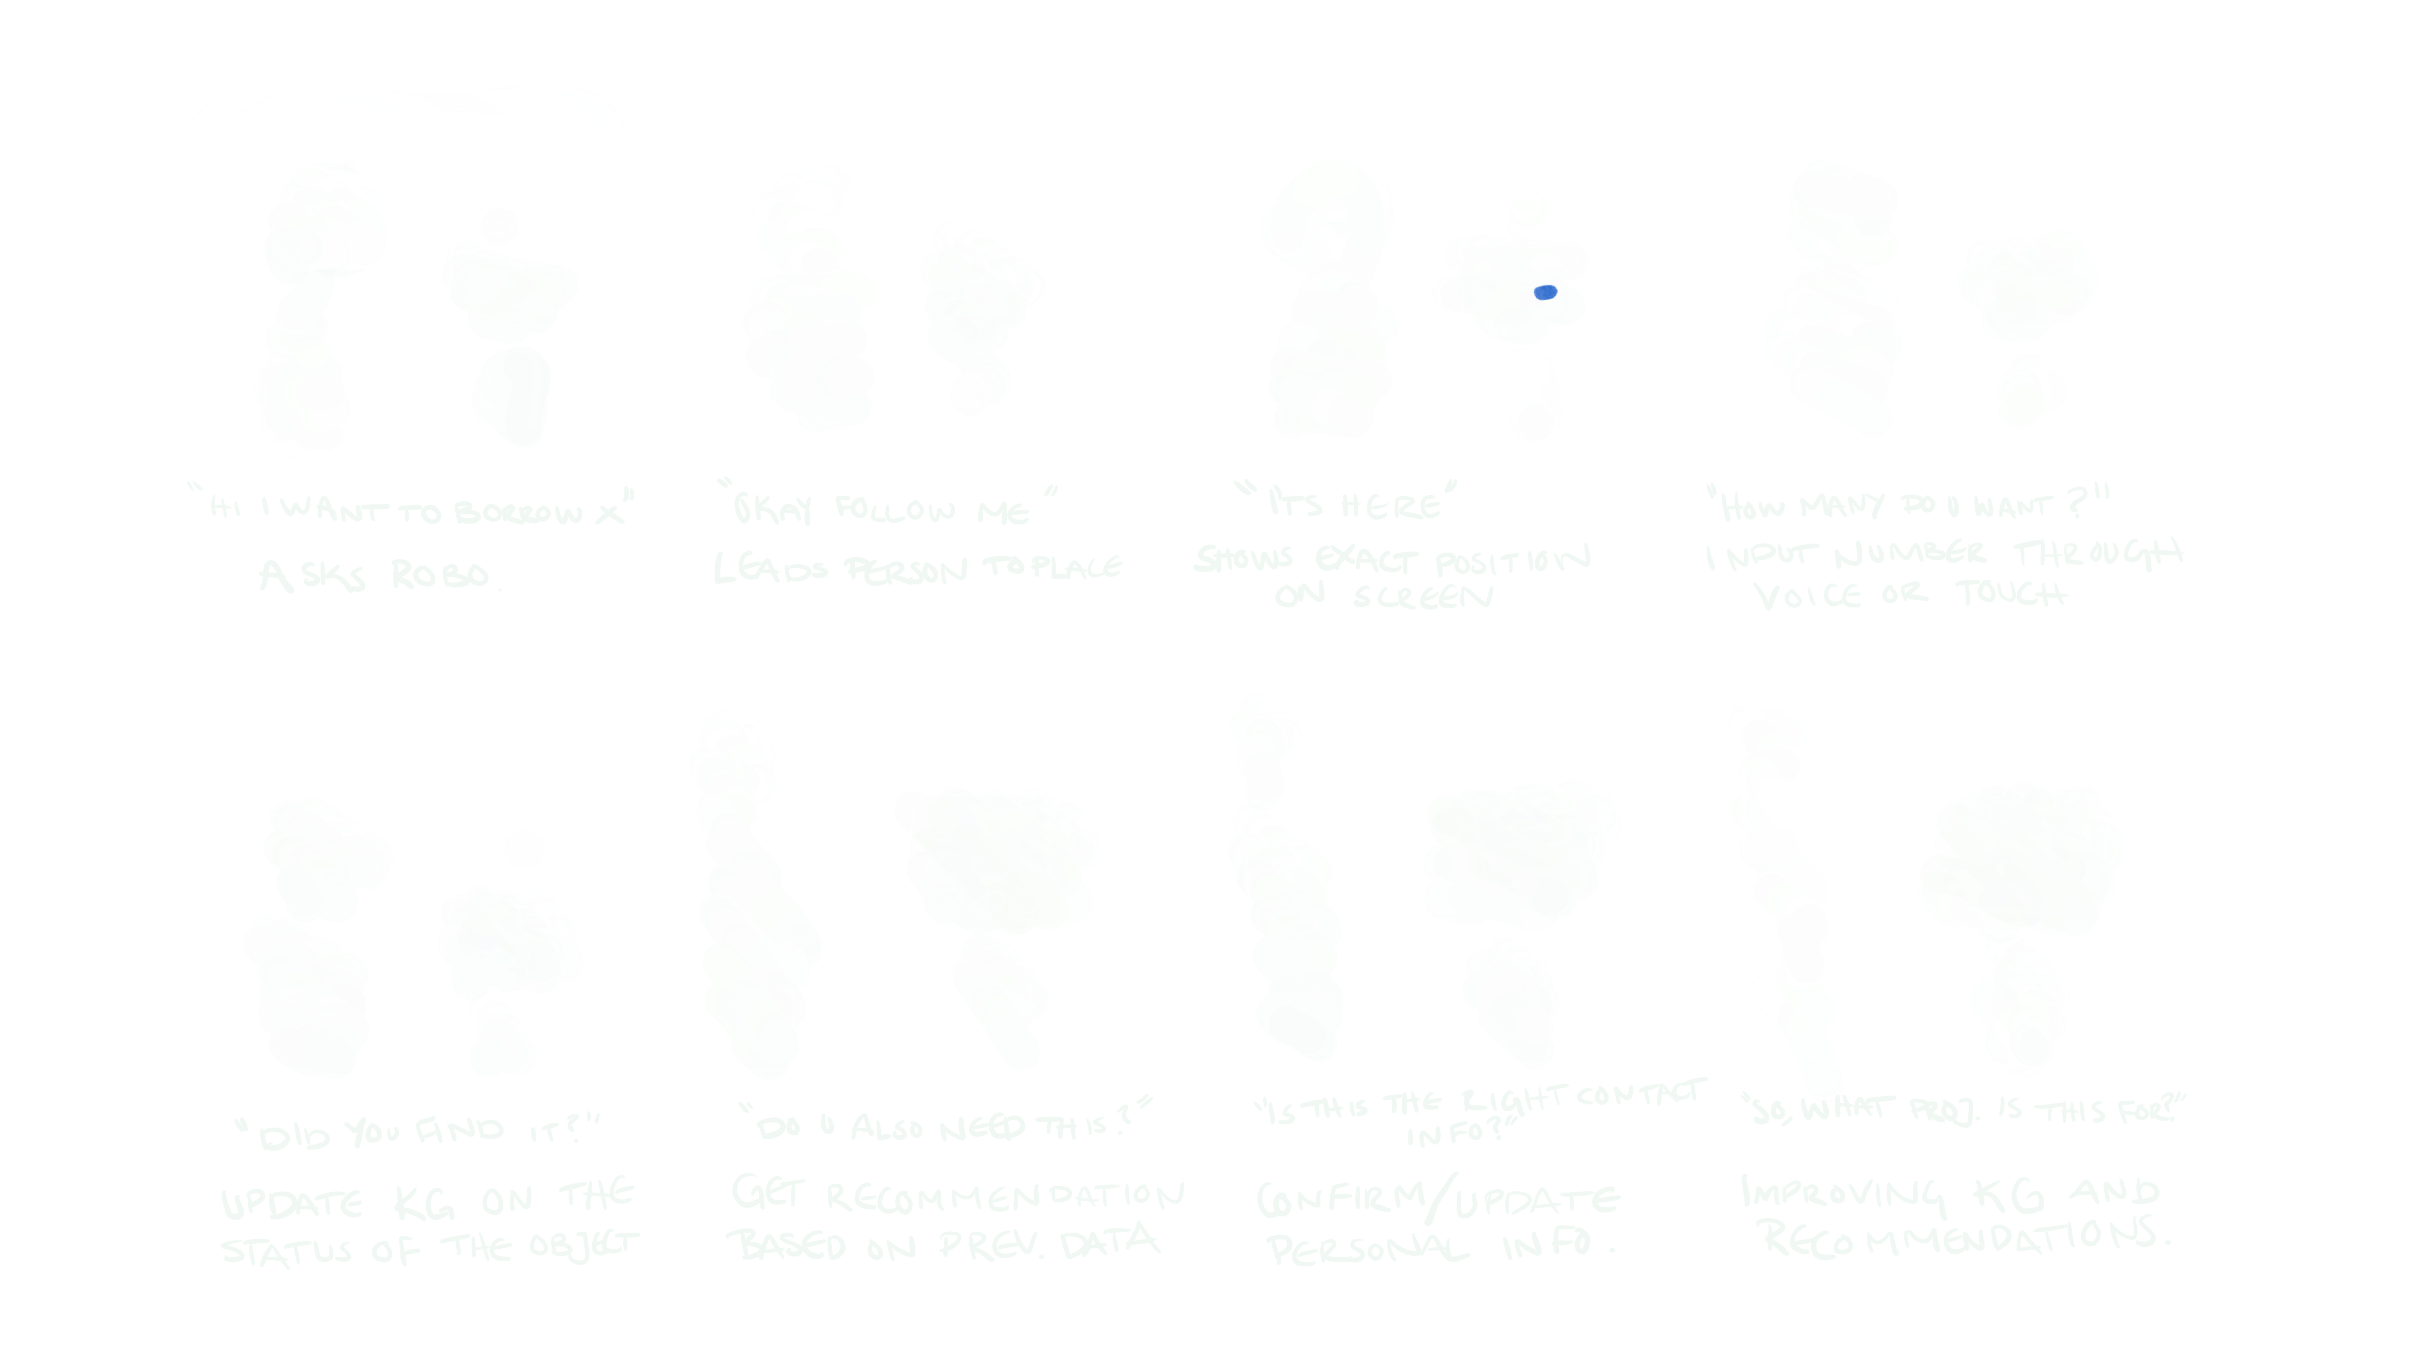 "Hi I WANT TO BORROW X"
ASKS ROBO.
"OKAY FOLLOW ME"
LEADS PERSON TO PLACE
"IT'S HERE"
SHOWS EXACT POSITION
ON SCREEN
"HOW MANY DO U WANT?"
INPUT NUMBER THROUGH
VOICE OR TOUCH
"DID YOU FIND IT?"
UPDATE KG ON THE
STATUS OF THE OBJECT
"DO U ALSO NEED THIS?"
GET RECOMMENDATION
BASED ON PREV. DATA
"IS THIS THE RIGHT CONTACT
INFO?"
CONFIRM/UPDATE
PERSONAL INFO.
"SO, WHAT PROJ. IS THIS FOR?"
IMPROVING KG AND
RECOMMENDATIONS.